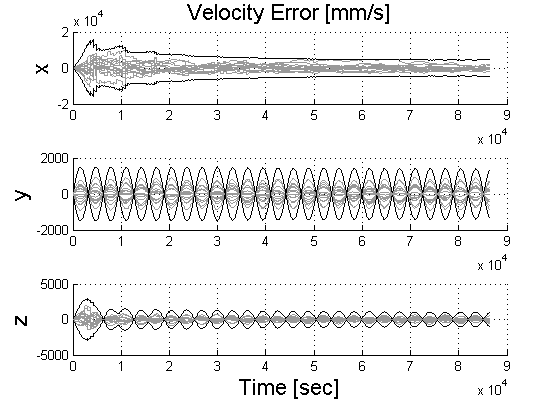 Velocity Error [mm/s]
x 10^4
2
0
-2
x
0 1 2 3 4 5 6 7 8 9
x 10^4
2000
0
-2000
y
0 1 2 3 4 5 6 7 8 9
x 10^4
5000
0
-5000
z
0 1 2 3 4 5 6 7 8 9
Time [sec]
x 10^4